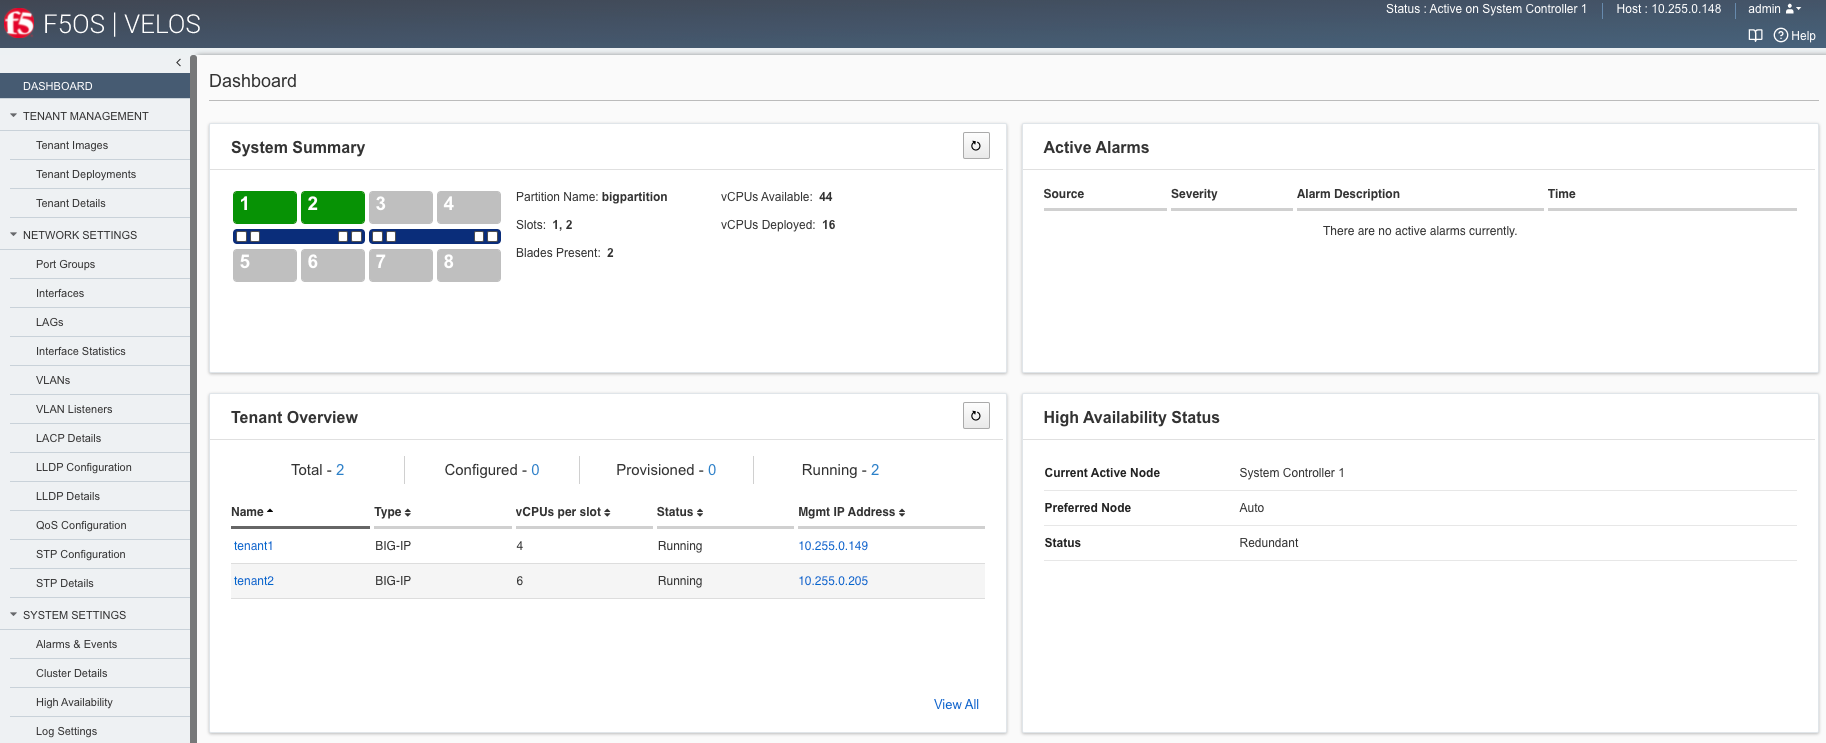 f5 F5OS | VELOS
Status : Active on System Controller 1 Host : 10.255.0.148 admin
Help
DASHBOARD
TENANT MANAGEMENT
Tenant Images
Tenant Deployments
Tenant Details
NETWORK SETTINGS
Port Groups
Interfaces
LAGs
Interface Statistics
VLANs
VLAN Listeners
LACP Details
LLDP Configuration
LLDP Details
QoS Configuration
STP Configuration
STP Details
SYSTEM SETTINGS
Alarms & Events
Cluster Details
High Availability
Log Settings
Dashboard
System Summary
1 2 3 4
5 6 7 8
Partition Name: bigpartition
Slots: 1, 2
Blades Present: 2
vCPUs Available: 44
vCPUs Deployed: 16
Active Alarms
Source Severity Alarm Description Time
There are no active alarms currently.
Tenant Overview
Total - 2 Configured - 0 Provisioned - 0 Running - 2
Name Type vCPUs per slot Status Mgmt IP Address
tenant1 BIG-IP 4 Running 10.255.0.149
tenant2 BIG-IP 6 Running 10.255.0.205
View All
High Availability Status
Current Active Node System Controller 1
Preferred Node Auto
Status Redundant